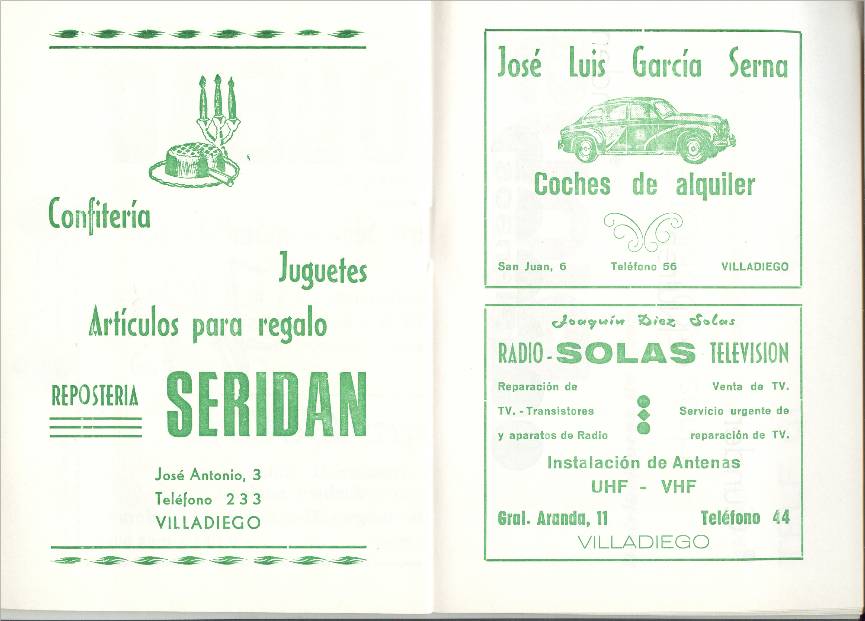 Confitería
Juguetes
Artículos para regalo
REPOSTERIA SERIDAN
José Antonio, 3
Teléfono 233
VILLADIEGO
José Luis García Serna
Coches de alquiler
San Juan, 6 Teléfono 56 VILLADIEGO
Joaquín Díez Solas
RADIO - SOLAS TELEVISION
Reparación de
TV. - Transistores
y aparatos de Radio
Venta de TV.
Servicio urgente de
reparación de TV.
Instalación de Antenas
UHF - VHF
Gral. Aranda, 11 Teléfono 44
VILLADIEGO